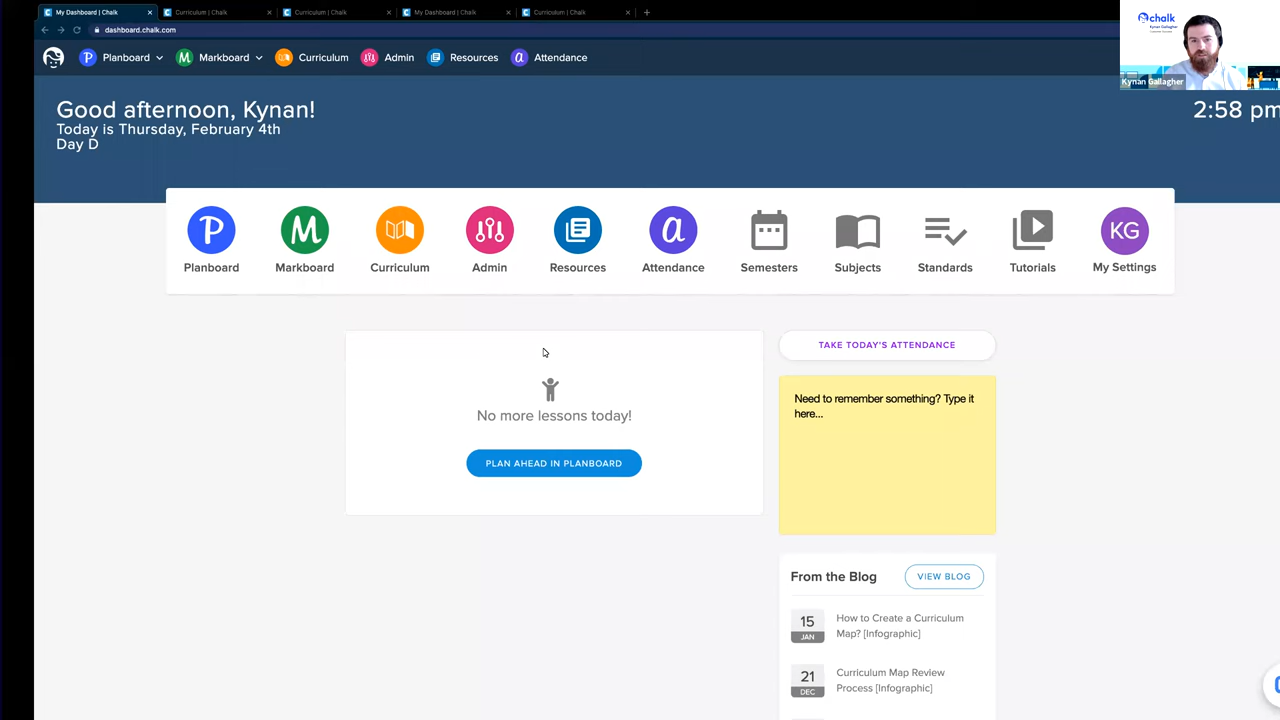 My Dashboard | Chalk
Curriculum | Chalk
Curriculum | Chalk
My Dashboard | Chalk
Curriculum | Chalk
dashboard.chalk.com
Planboard
Markboard
Curriculum
Admin
Resources
Attendance
chalk
Kynan Gallagher
Kynan Gallagher
Good afternoon, Kynan!
Today is Thursday, February 4th
Day D
2:58 pm
Planboard
Markboard
Curriculum
Admin
Resources
Attendance
Semesters
Subjects
Standards
Tutorials
KG
My Settings
No more lessons today!
PLAN AHEAD IN PLANBOARD
TAKE TODAY'S ATTENDANCE
Need to remember something? Type it
here...
From the Blog
VIEW BLOG
15
JAN
How to Create a Curriculum
Map? [Infographic]
21
DEC
Curriculum Map Review
Process [Infographic]